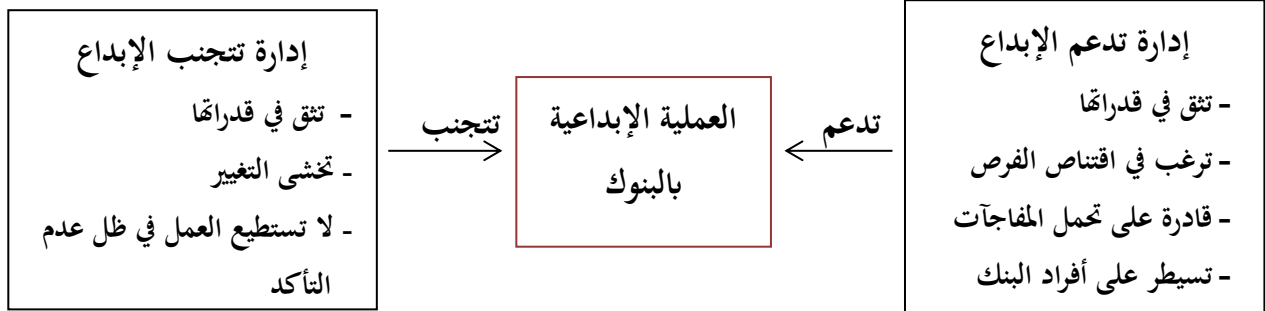 إدارة تدعم الإبداع
- تثق في قدراتها
- ترغب في اقتناص الفرص
- قادرة على تحمل المفاجآت
- تسيطر على أفراد البنك
تدعم
العملية الإبداعية
بالبنوك
تتجنب
إدارة تتجنب الإبداع
- تثق في قدراتها
- تخشى التغيير
- لا تستطيع العمل في ظل عدم
التأكد